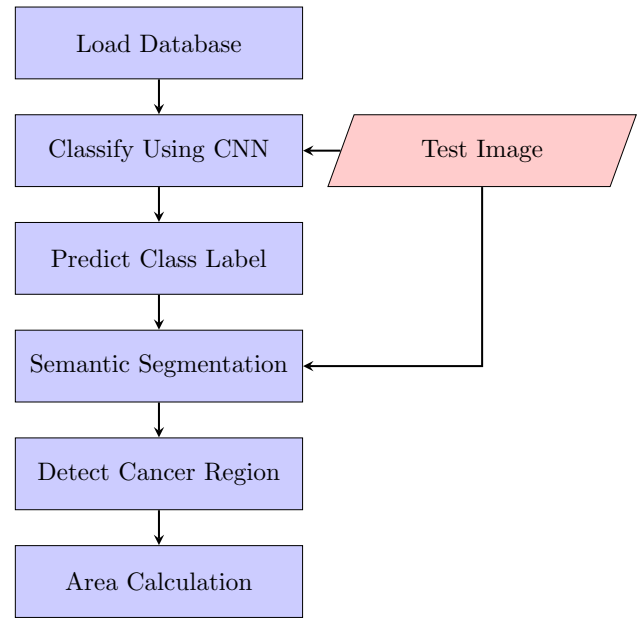 Load Database
Classify Using CNN
Test Image
Predict Class Label
Semantic Segmentation
Detect Cancer Region
Area Calculation